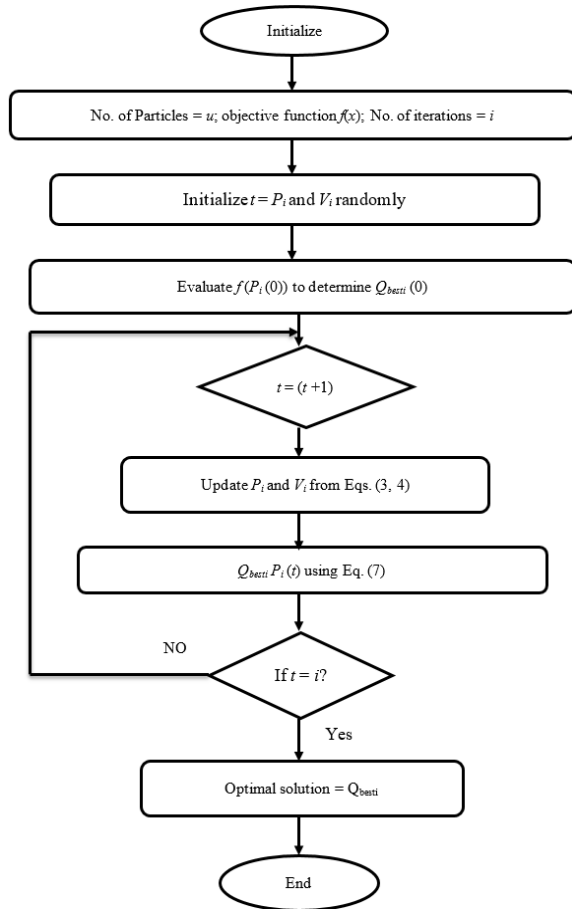 Initialize
No. of Particles = u; objective function f(x); No. of iterations = i
Initialize t = Pi and Vi randomly
Evaluate f (Pi (0)) to determine Qbesti (0)
t = (t +1)
Update Pi and Vi from Eqs. (3, 4)
Qbesti Pi (t) using Eq. (7)
NO
If t = i?
Yes
Optimal solution = Qbesti
End